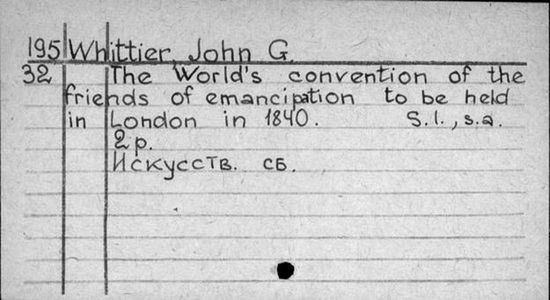 195 Whittier, John G.
32 The World's convention of the
friends of emancipation to be held
in London in 1840. S.l., s.a.
2 p.
Искусств. сб.